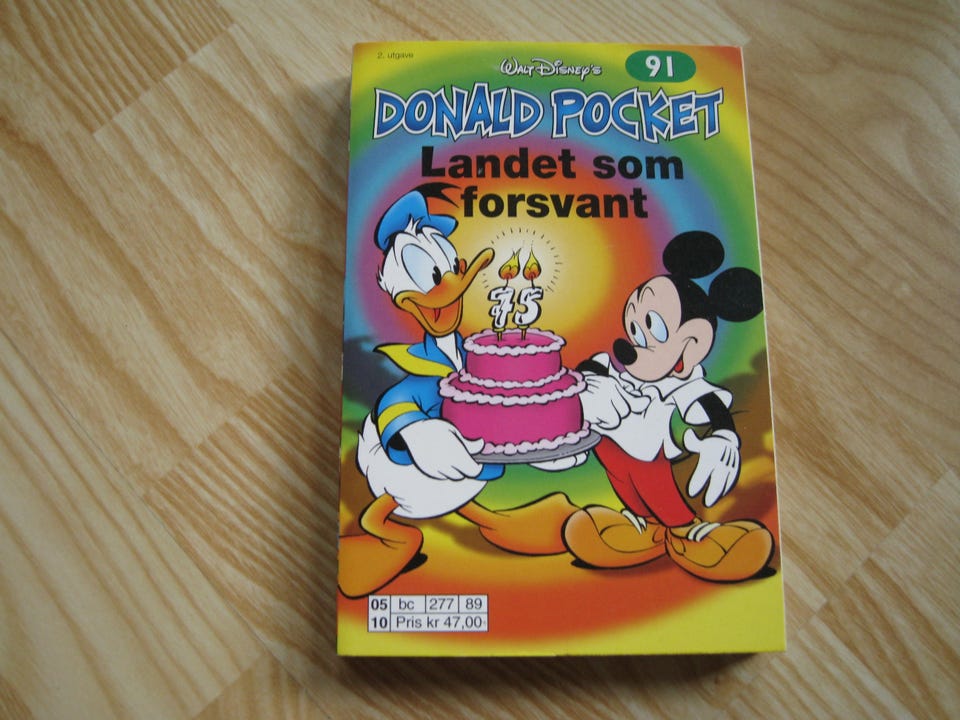 2. utgave
Walt Disney's
91
DONALD POCKET
Landet som
forsvant
75
05 bc 277 89
10 Pris kr 47,00